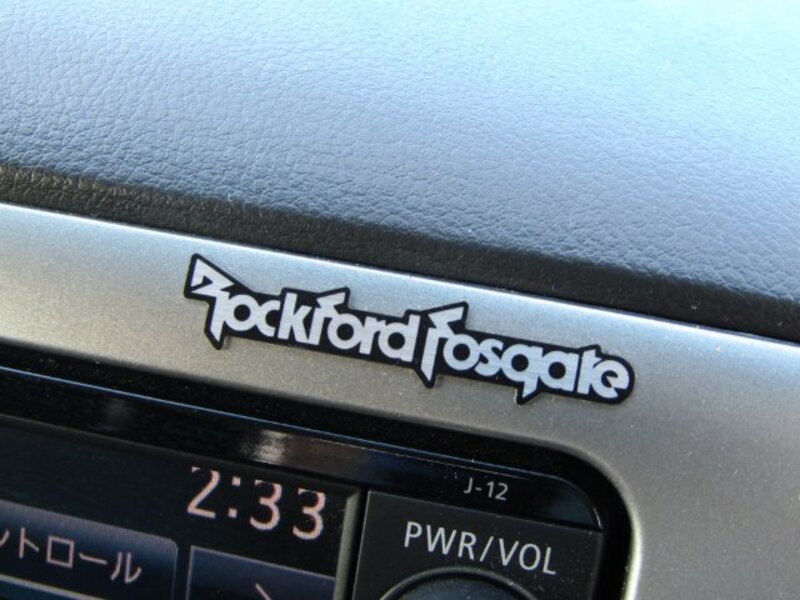 Rockford Fosgate
J-12
2:33
PWR/VOL
ントロール